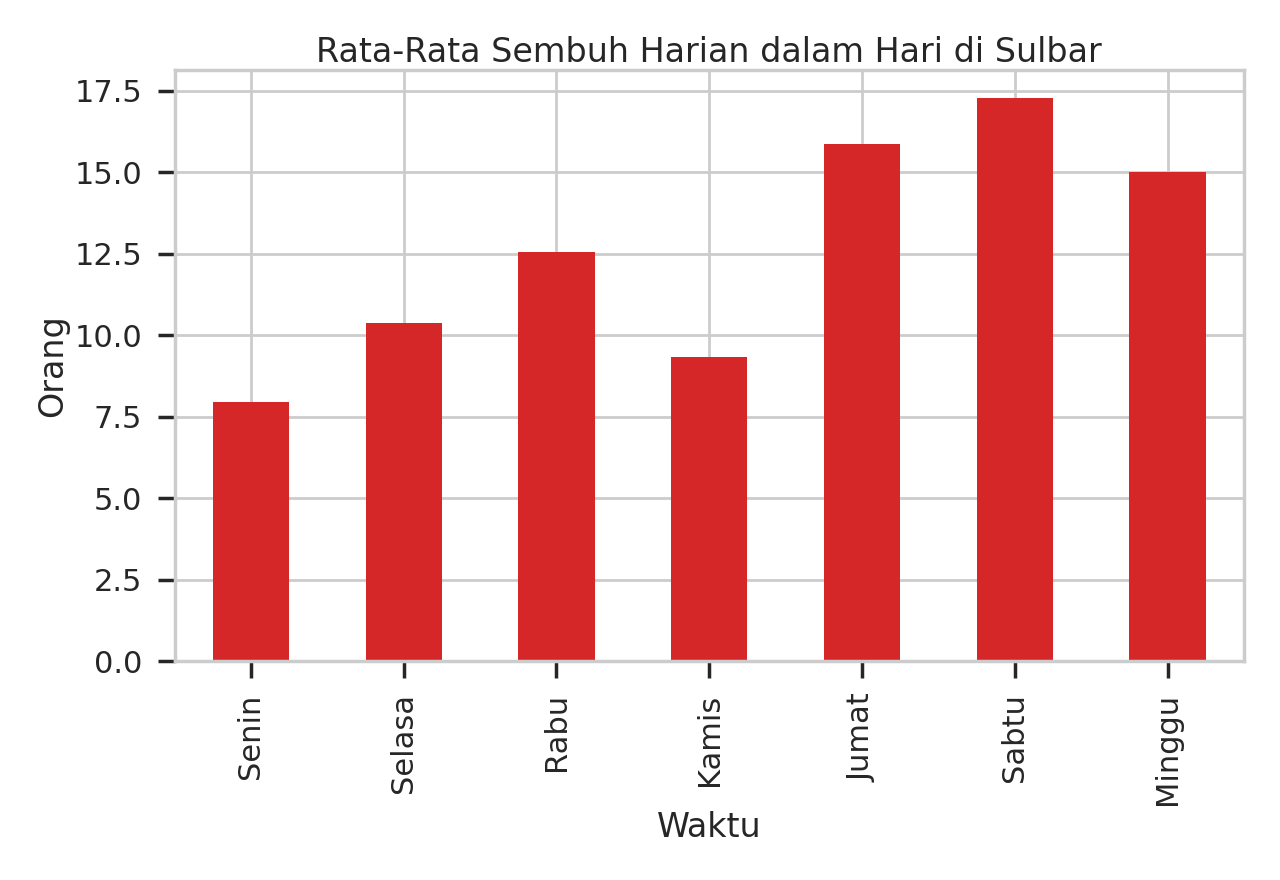 Rata-Rata Sembuh Harian dalam Hari di Sulbar
17.5
15.0
12.5
10.0
7.5
5.0
2.5
0.0
Orang
Senin
Selasa
Rabu
Kamis
Jumat
Sabtu
Minggu
Waktu